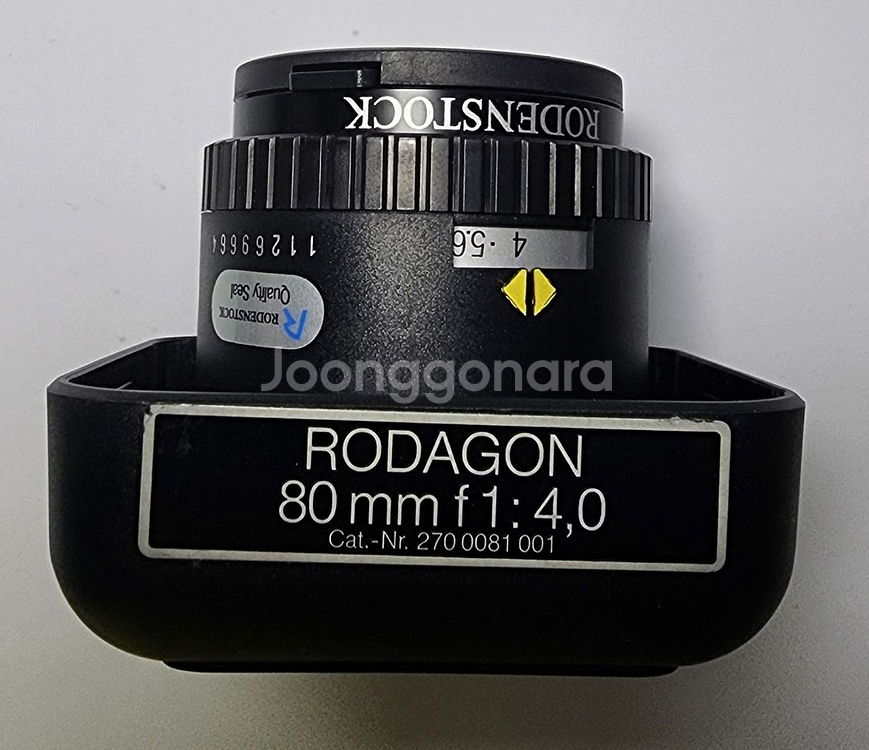 RODENSTOCK
4 · 5.6
11269664
R
RODENSTOCK
Quality Seal
Joonggonara
RODAGON
80 mm f 1 : 4,0
Cat.-Nr. 270 0081 001